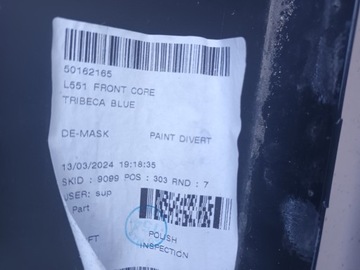 50162165
L551 FRONT CORE
TRIBECA BLUE
DE-MASK PAINT DIVERT
13/03/2024 19:18:35
SKID : 9099 POS : 303 RND : 7
USER: sup
Part
FT POLISH
INSPECTION